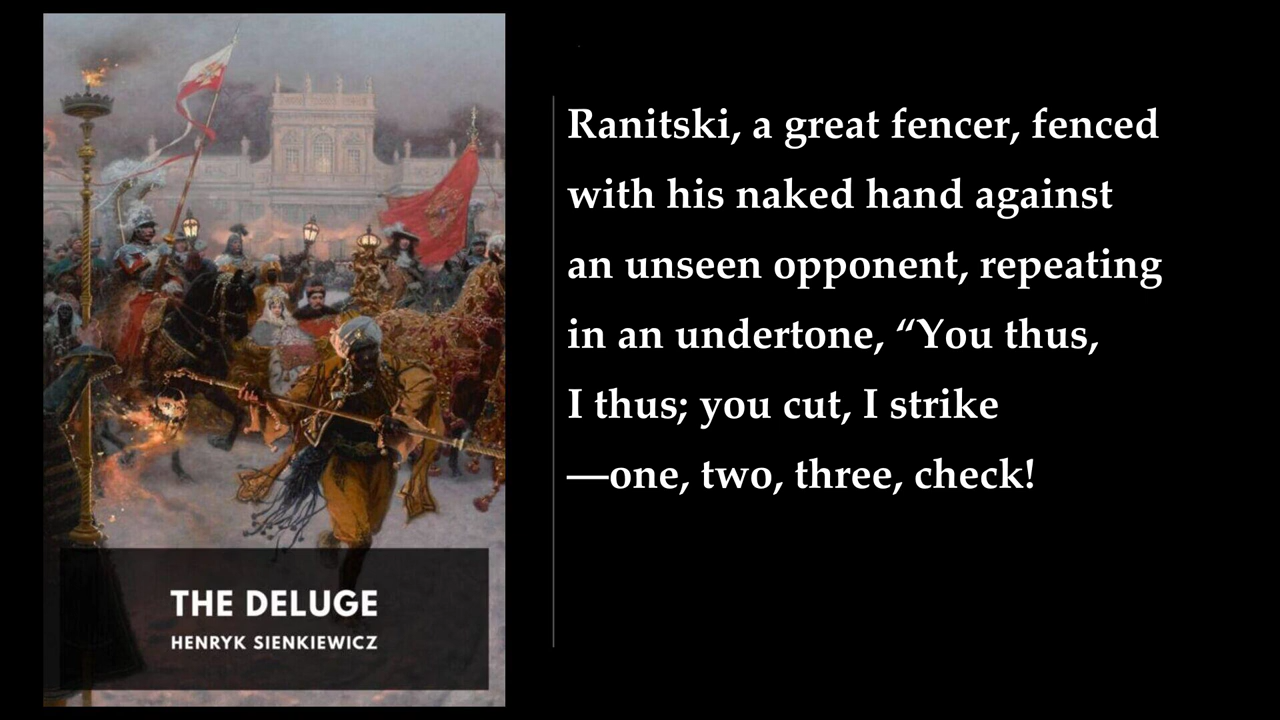 THE DELUGE
HENRYK SIENKIEWICZ
Ranitski, a great fencer, fenced
with his naked hand against
an unseen opponent, repeating
in an undertone, “You thus,
I thus; you cut, I strike
—one, two, three, check!